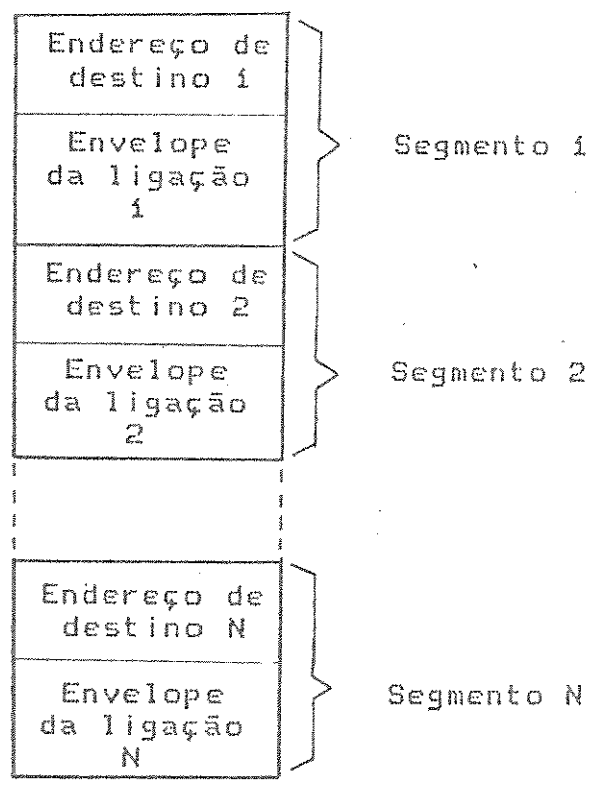 Endereço de
destino 1
Envelope
da ligação
1
Segmento 1
Endereço de
destino 2
Envelope
da ligação
2
Segmento 2
Endereço de
destino N
Envelope
da ligação
N
Segmento N